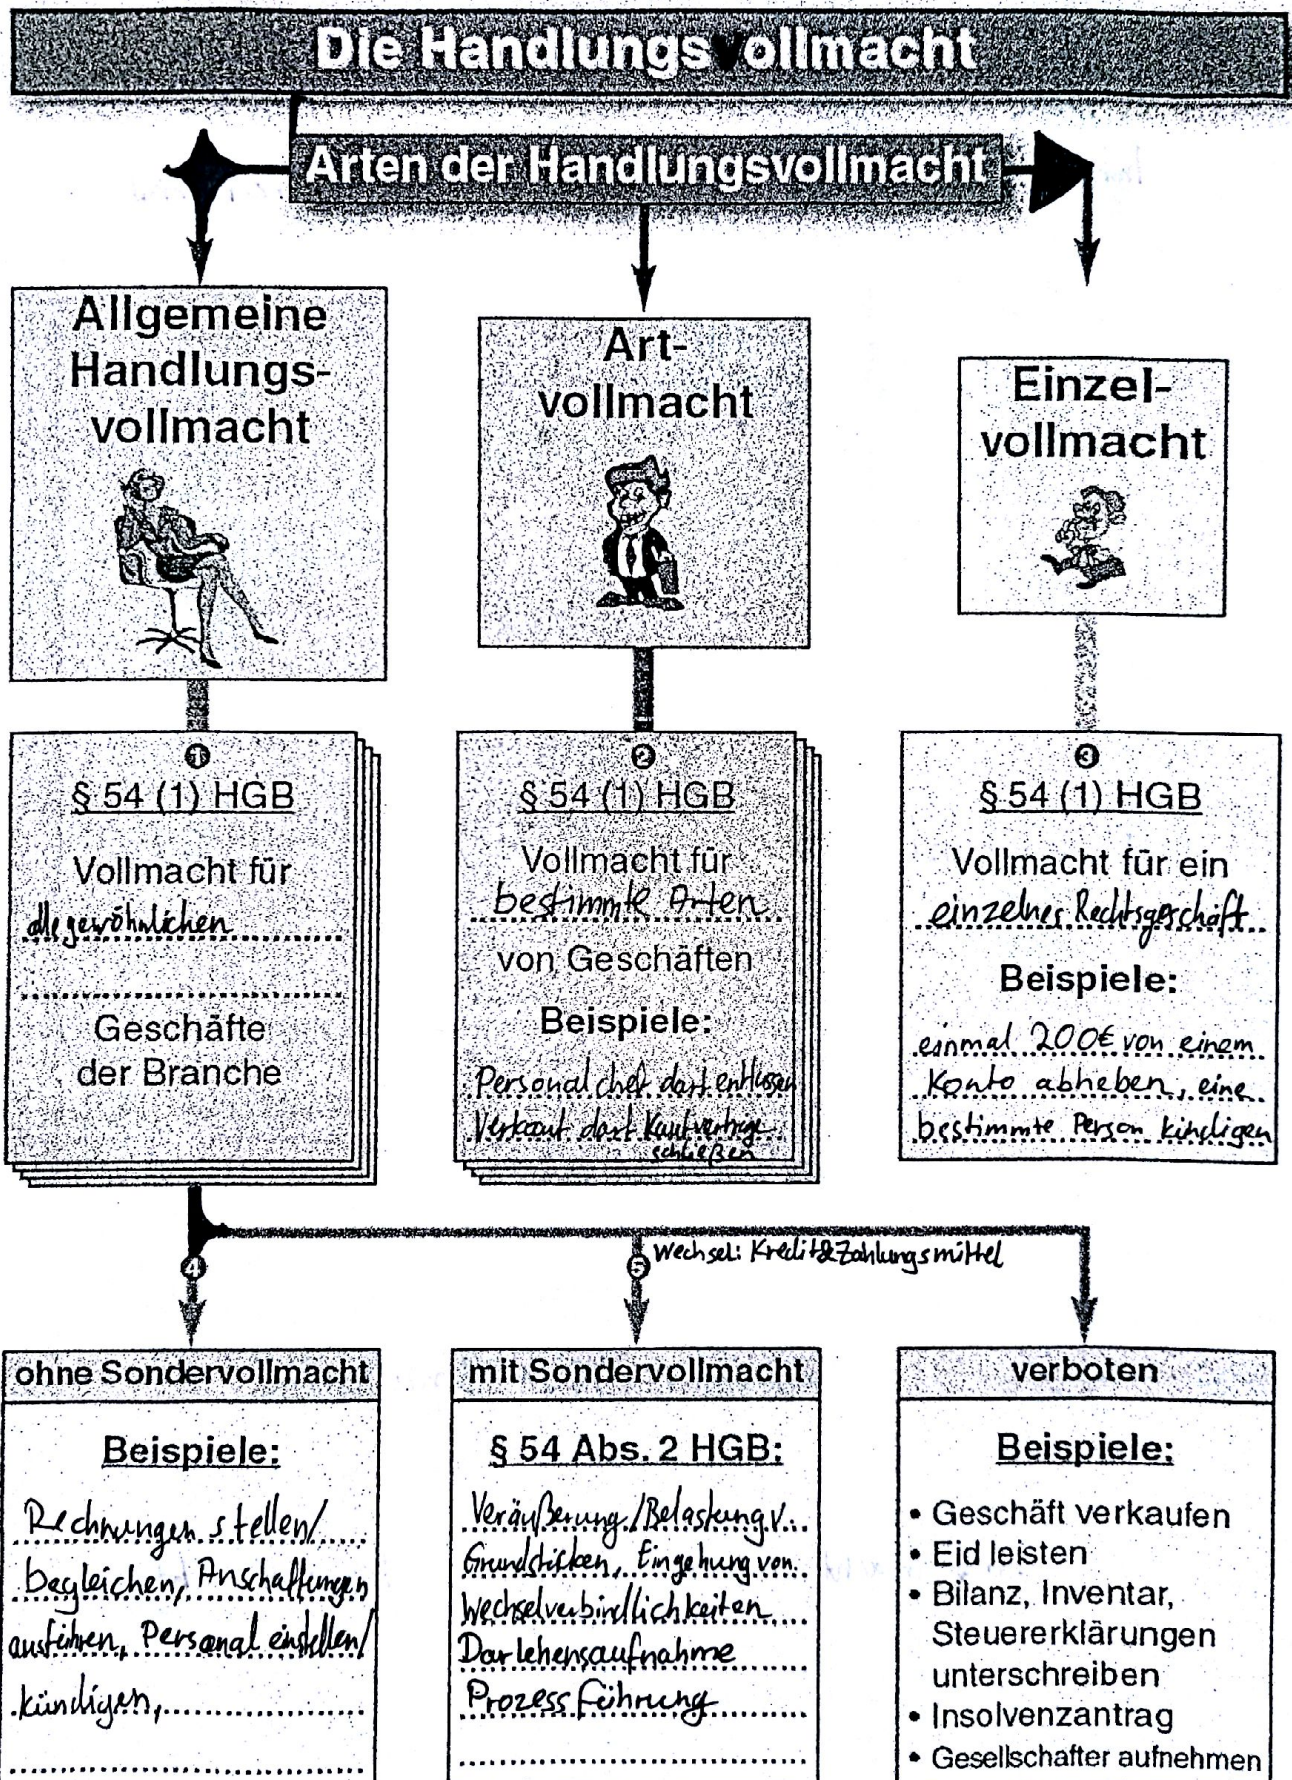 Die Handlungsvollmacht
Arten der Handlungsvollmacht
Allgemeine
Handlungs-
vollmacht
Art-
vollmacht
Einzel-
vollmacht
1
§ 54 (1) HGB
Vollmacht für
alle gewöhnlichen
Geschäfte
der Branche
2
§ 54 (1) HGB
Vollmacht für
bestimmte Arten
von Geschäften
Beispiele:
Personalchef darf entlassen
Verkauf darf Kaufverträge
schließen
3
§ 54 (1) HGB
Vollmacht für ein
einzelnes Rechtsgeschäft
Beispiele:
einmal 200€ von einem
Konto abheben, eine
bestimmte Person kündigen
4
5
Wechsel: Kredit & Zahlungsmittel
ohne Sondervollmacht
Beispiele:
Rechnungen stellen/
begleichen, Anschaffungen
ausführen, Personal einstellen/
kündigen,
mit Sondervollmacht
§ 54 Abs. 2 HGB:
Veräußerung/Belastung v.
Grundstücken, Eingehung von
Wechselverbindlichkeiten
Darlehensaufnahme
Prozessführung
verboten
Beispiele:
• Geschäft verkaufen
• Eid leisten
• Bilanz, Inventar,
Steuererklärungen
unterschreiben
• Insolvenzantrag
• Gesellschafter aufnehmen